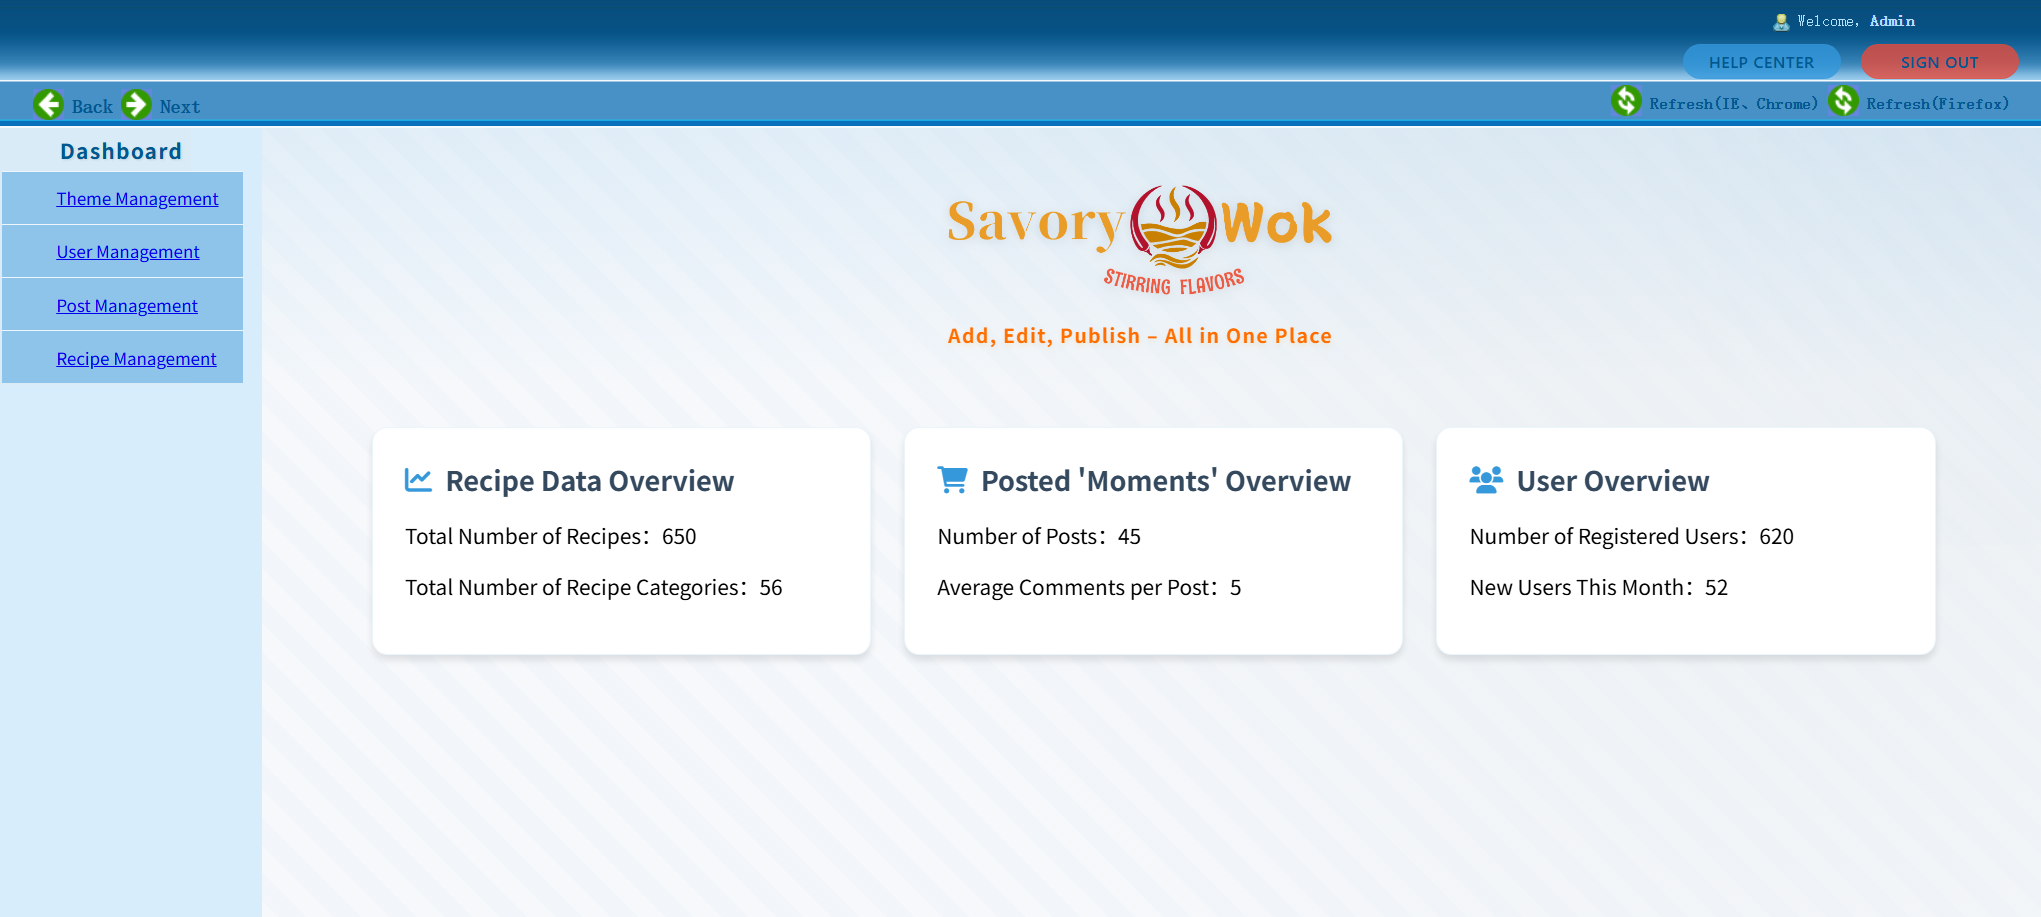 Welcome, Admin
HELP CENTER SIGN OUT
Back Next Refresh(IE、Chrome) Refresh(Firefox)
Dashboard
Theme Management
User Management
Post Management
Recipe Management
Savory Wok
STIRRING FLAVORS
Add, Edit, Publish – All in One Place
Recipe Data Overview
Total Number of Recipes：650
Total Number of Recipe Categories：56
Posted 'Moments' Overview
Number of Posts：45
Average Comments per Post：5
User Overview
Number of Registered Users：620
New Users This Month：52